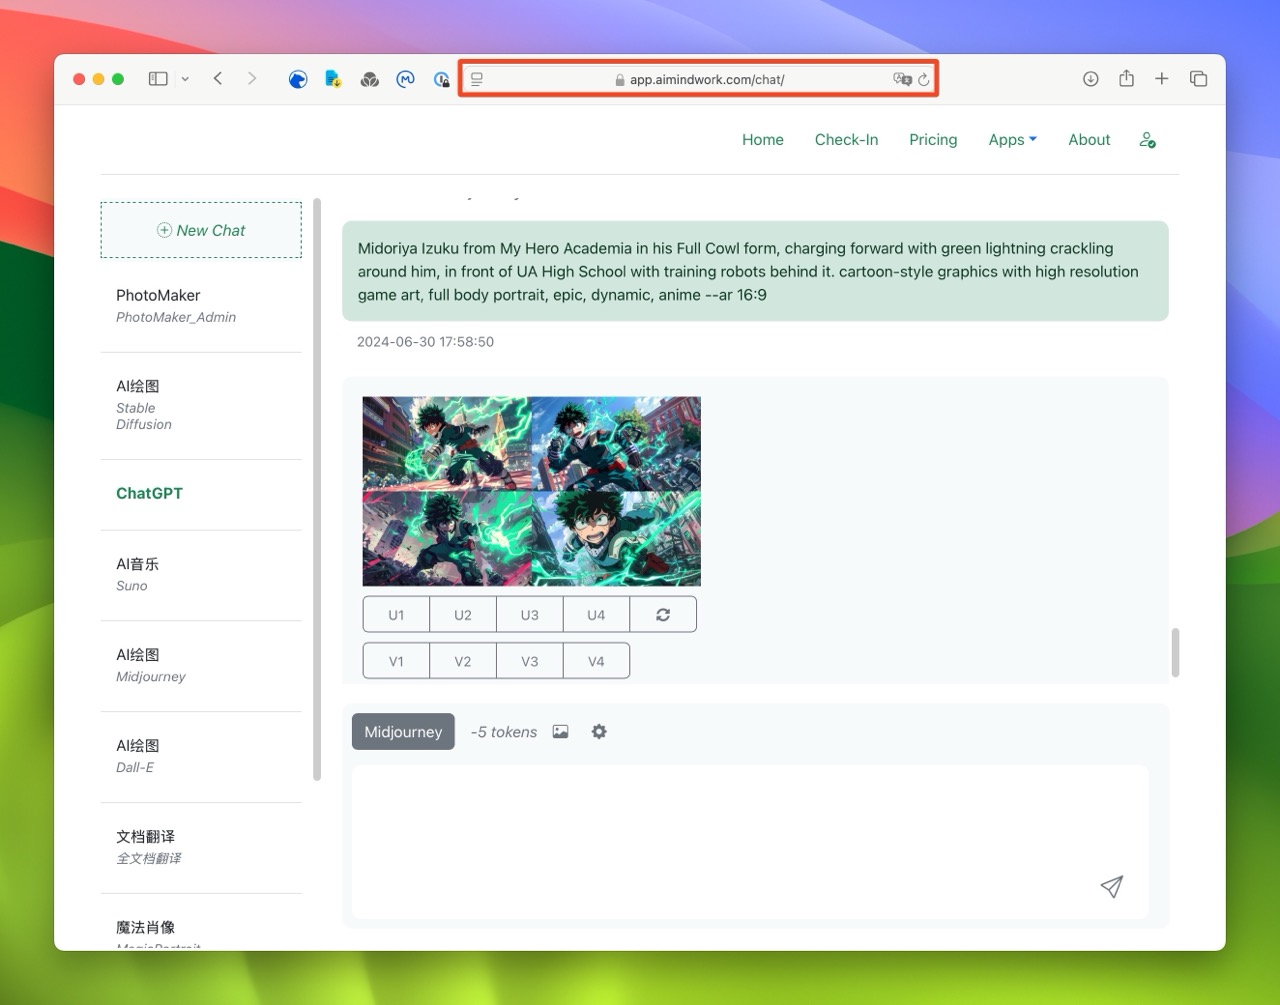 app.aimindwork.com/chat/
Home Check-In Pricing Apps About
New Chat
PhotoMaker
PhotoMaker_Admin
AI绘图
Stable
Diffusion
ChatGPT
AI音乐
Suno
AI绘图
Midjourney
AI绘图
Dall-E
文档翻译
全文档翻译
魔法肖像
MagicPortrait
Midoriya Izuku from My Hero Academia in his Full Cowl form, charging forward with green lightning crackling
around him, in front of UA High School with training robots behind it. cartoon-style graphics with high resolution
game art, full body portrait, epic, dynamic, anime --ar 16:9
2024-06-30 17:58:50
U1 U2 U3 U4
V1 V2 V3 V4
Midjourney -5 tokens